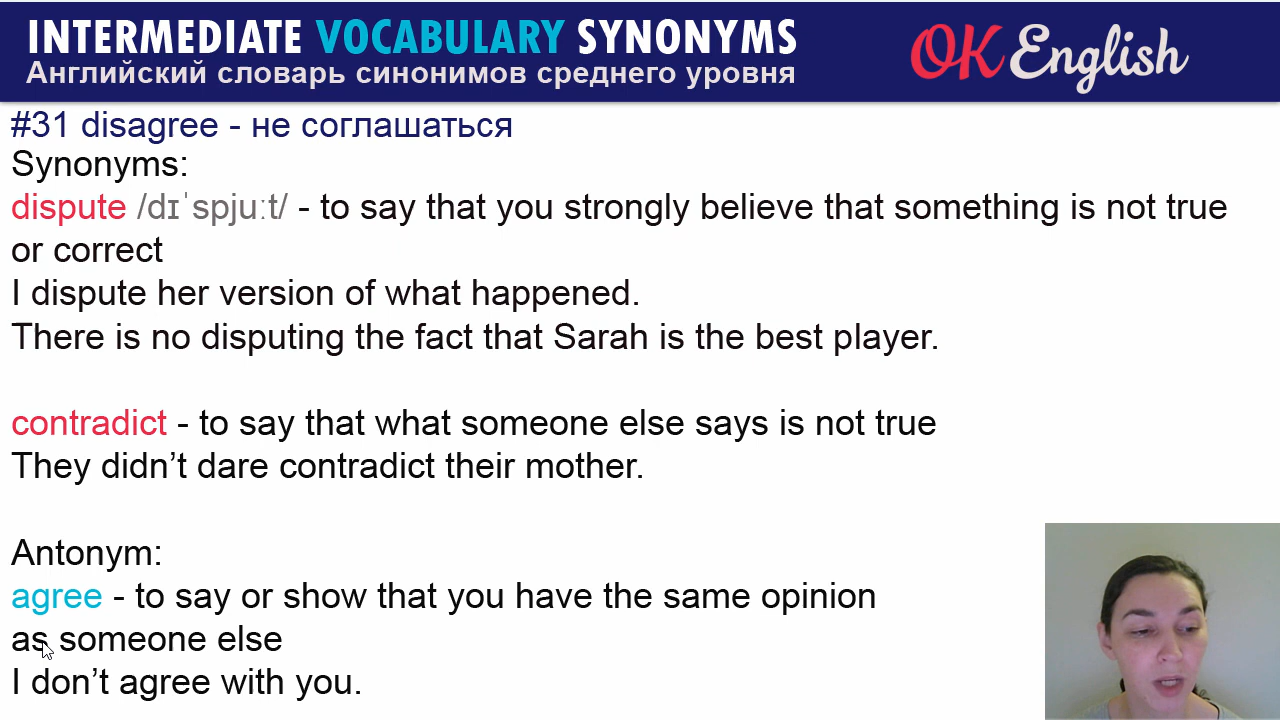 INTERMEDIATE VOCABULARY SYNONYMS
Английский словарь синонимов среднего уровня
OK English
#31 disagree - не соглашаться
Synonyms:
dispute /dɪˈspjuːt/ - to say that you strongly believe that something is not true
or correct
I dispute her version of what happened.
There is no disputing the fact that Sarah is the best player.
contradict - to say that what someone else says is not true
They didn’t dare contradict their mother.
Antonym:
agree - to say or show that you have the same opinion
as someone else
I don’t agree with you.